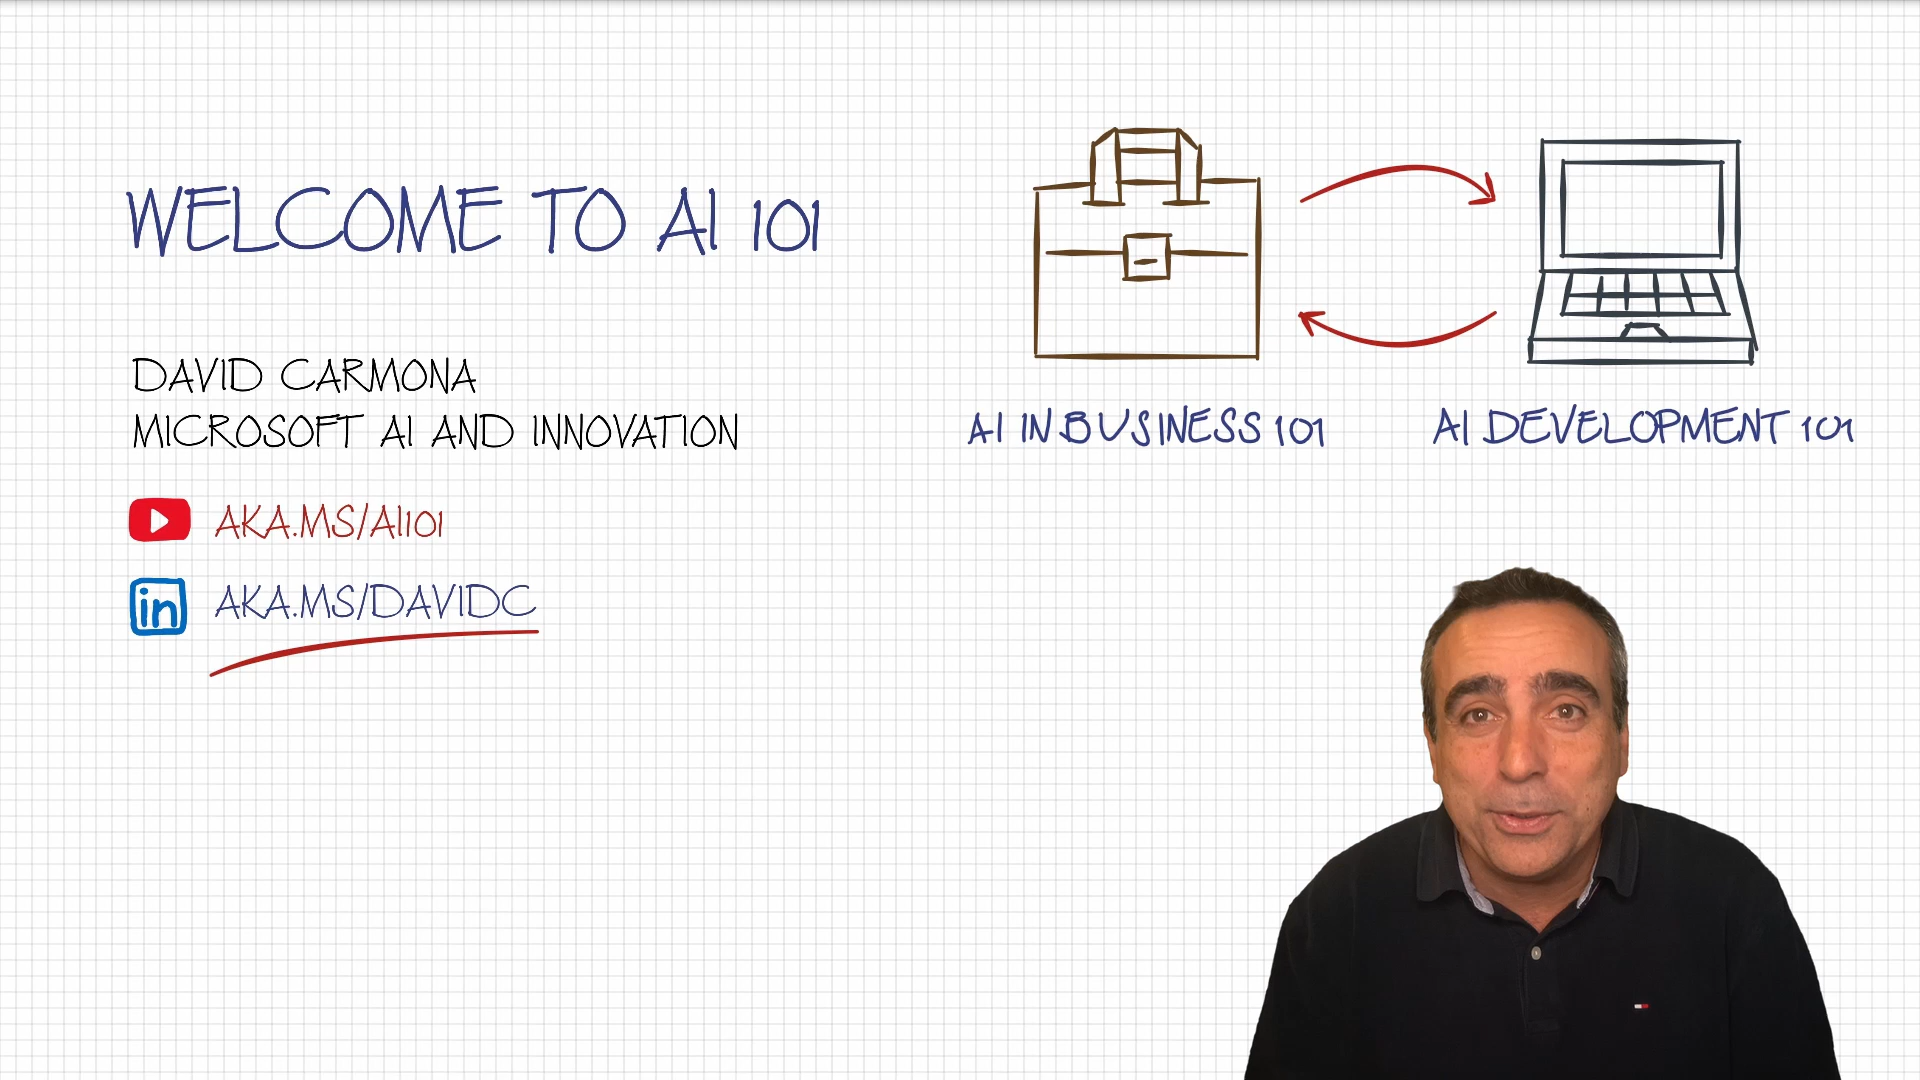 WELCOME TO AI 101
DAVID CARMONA
MICROSOFT AI AND INNOVATION
AKA.MS/AI101
in AKA.MS/DAVIDC
AI IN BUSINESS 101
AI DEVELOPMENT 101